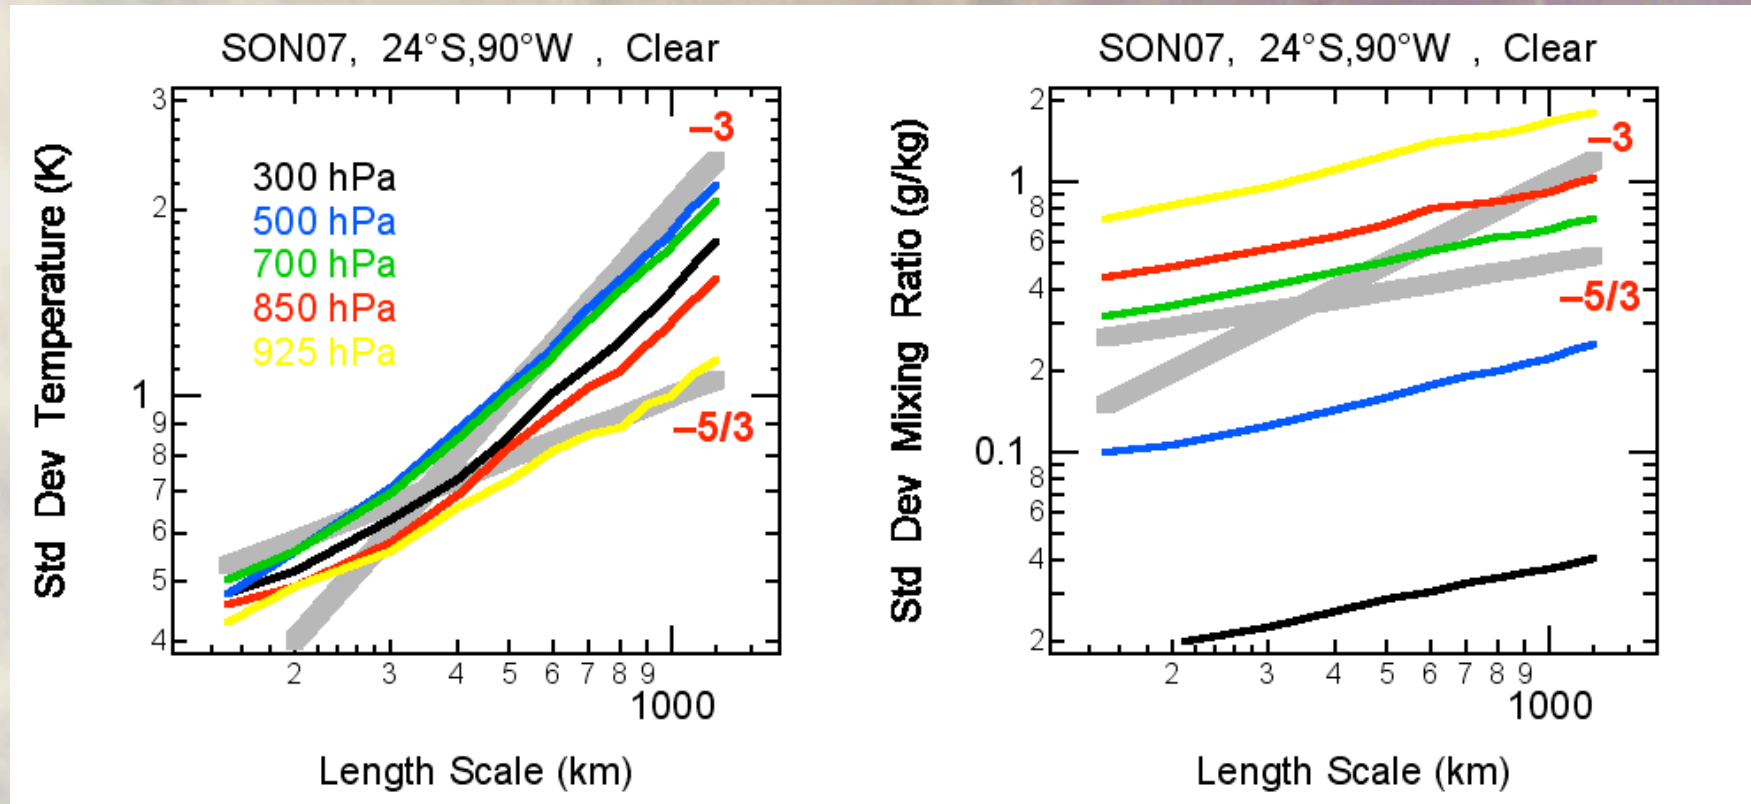 SON07, 24°S,90°W , Clear
Std Dev Temperature (K)
3
2
1
9
8
7
6
5
4
300 hPa
500 hPa
700 hPa
850 hPa
925 hPa
–3
–5/3
2 3 4 5 6 7 8 9
1000
Length Scale (km)
SON07, 24°S,90°W , Clear
Std Dev Mixing Ratio (g/kg)
2
1
8
6
4
2
0.1
8
6
4
2
–3
–5/3
2 3 4 5 6 7 8 9
1000
Length Scale (km)